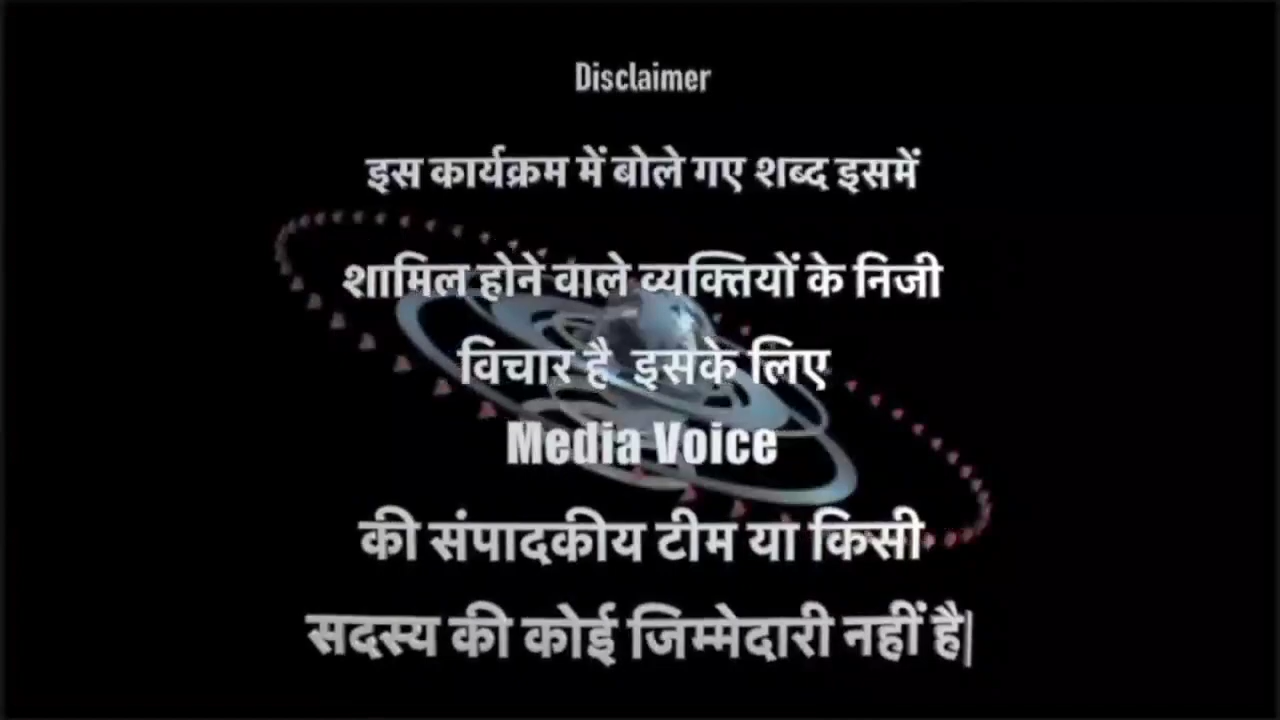 Disclaimer
इस कार्यक्रम में बोले गए शब्द इसमें
शामिल होने वाले व्यक्तियों के निजी
विचार है इसके लिए
Media Voice
की संपादकीय टीम या किसी
सदस्य की कोई जिम्मेदारी नहीं है|